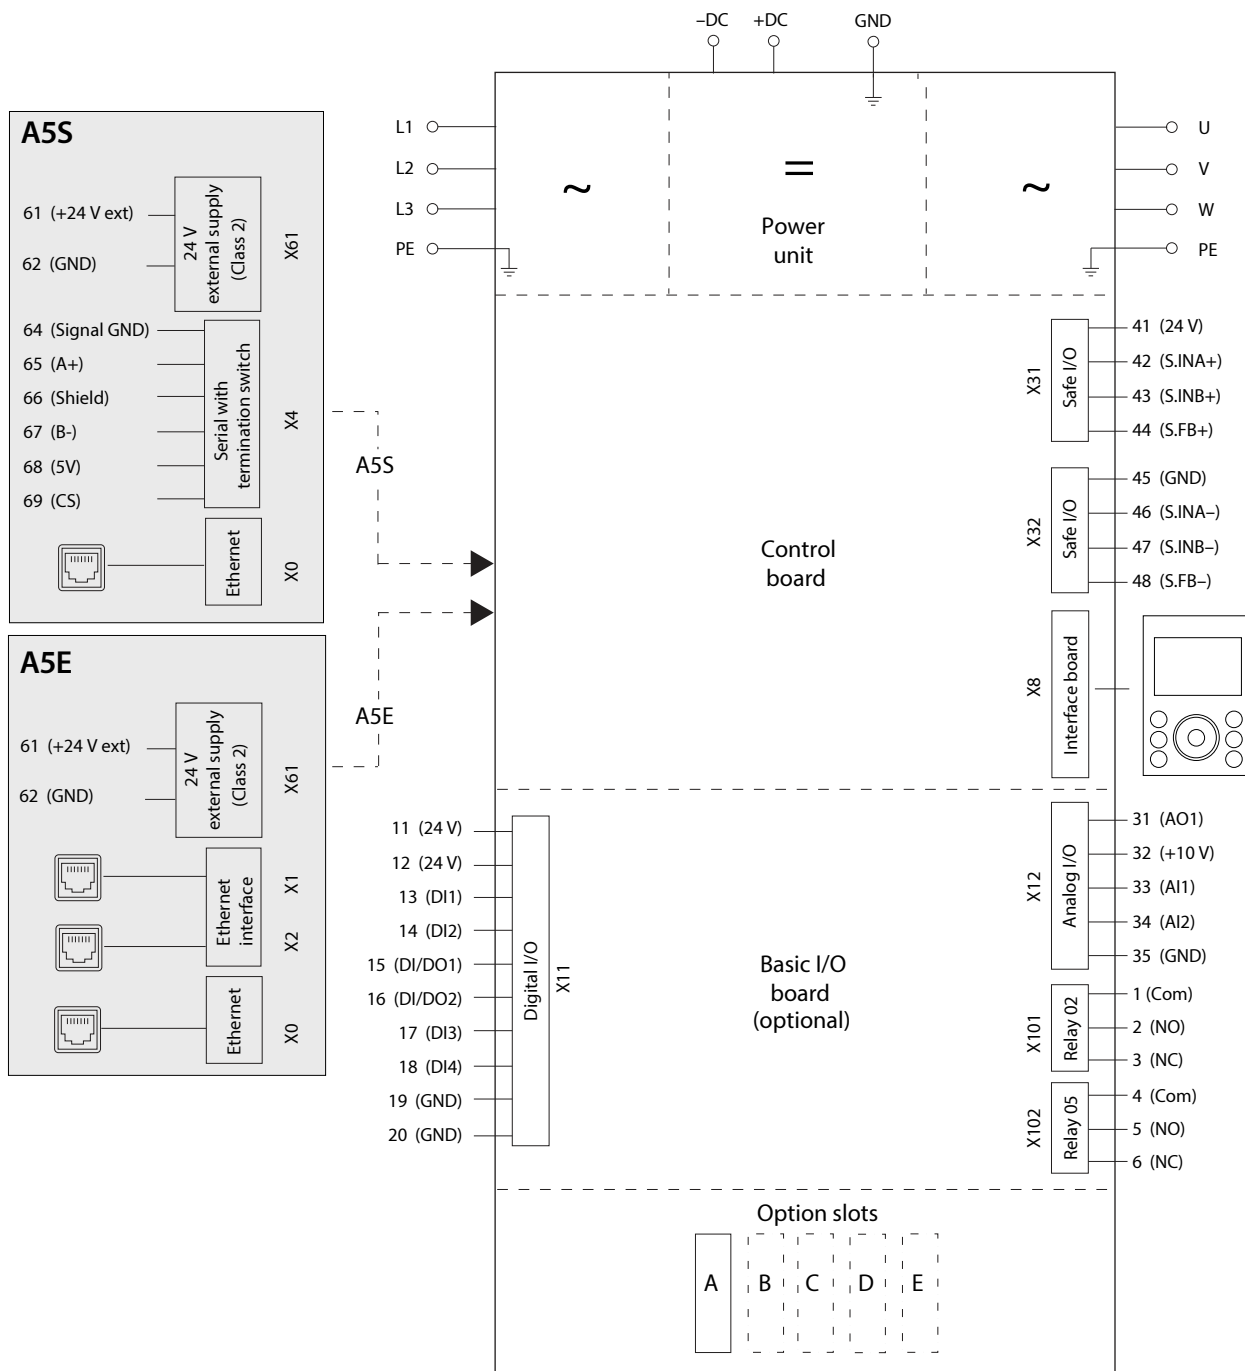 –DC
+DC
GND
A5S
61 (+24 V ext)
62 (GND)
24 V
external supply
(Class 2)
X61
64 (Signal GND)
65 (A+)
66 (Shield)
67 (B-)
68 (5V)
69 (CS)
Serial with
termination switch
X4
Ethernet
X0
A5E
61 (+24 V ext)
62 (GND)
24 V
external supply
(Class 2)
X61
Ethernet
interface
X1
X2
Ethernet
X0
A5S
A5E
L1
L2
L3
PE
~
=
~
Power
unit
U
V
W
PE
Control
board
X31
Safe I/O
41 (24 V)
42 (S.INA+)
43 (S.INB+)
44 (S.FB+)
X32
Safe I/O
45 (GND)
46 (S.INA–)
47 (S.INB–)
48 (S.FB–)
X8
Interface board
11 (24 V)
12 (24 V)
13 (DI1)
14 (DI2)
15 (DI/DO1)
16 (DI/DO2)
17 (DI3)
18 (DI4)
19 (GND)
20 (GND)
Digital I/O
X11
Basic I/O
board
(optional)
X12
Analog I/O
31 (AO1)
32 (+10 V)
33 (AI1)
34 (AI2)
35 (GND)
X101
Relay 02
1 (Com)
2 (NO)
3 (NC)
X102
Relay 05
4 (Com)
5 (NO)
6 (NC)
Option slots
A B C D E